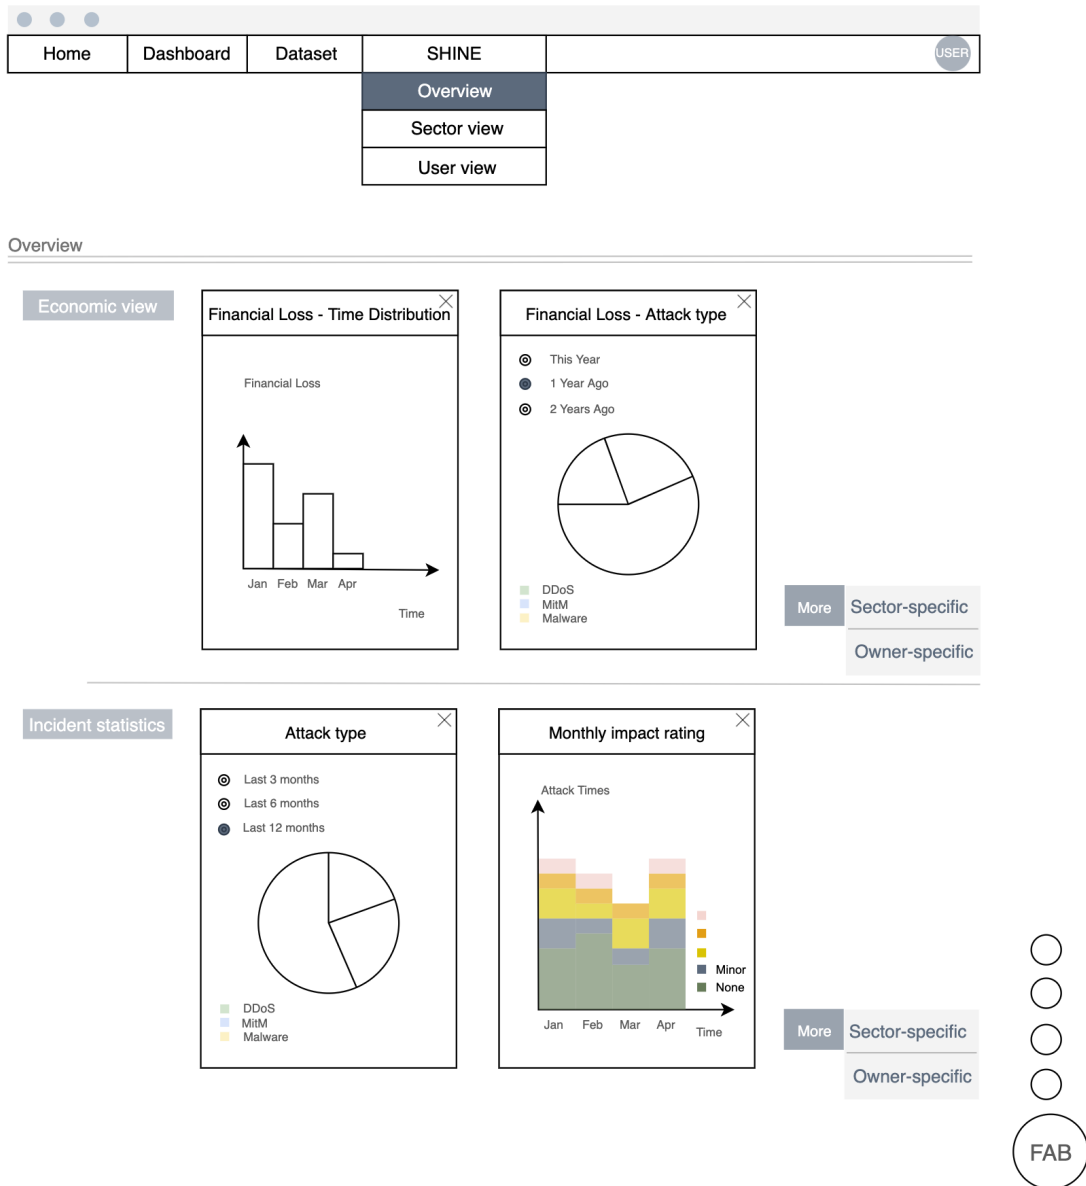 Home Dashboard Dataset SHINE USER
Overview
Sector view
User view
Overview
Economic view
Financial Loss - Time Distribution
Financial Loss
Jan Feb Mar Apr
Time
Financial Loss - Attack type
This Year
1 Year Ago
2 Years Ago
DDoS
MitM
Malware
More Sector-specific
Owner-specific
Incident statistics
Attack type
Last 3 months
Last 6 months
Last 12 months
DDoS
MitM
Malware
Monthly impact rating
Attack Times
Minor
None
Jan Feb Mar Apr
Time
More Sector-specific
Owner-specific
FAB